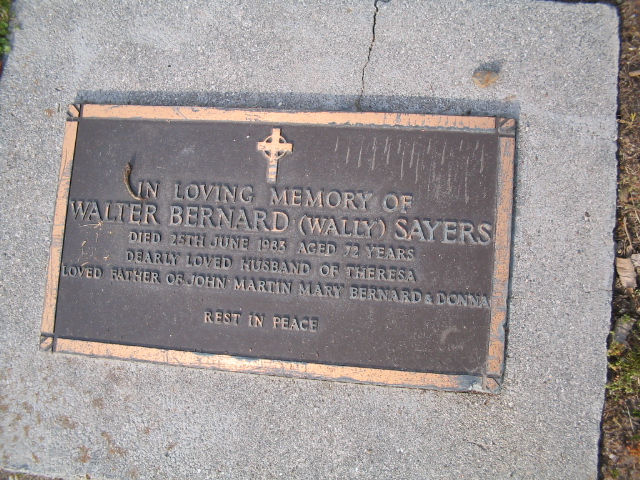 IN LOVING MEMORY OF
WALTER BERNARD (WALLY) SAYERS
DIED 25TH JUNE 1983 AGED 72 YEARS
DEARLY LOVED HUSBAND OF THERESA
LOVED FATHER OF JOHN MARTIN MARY BERNARD & DONNA
REST IN PEACE